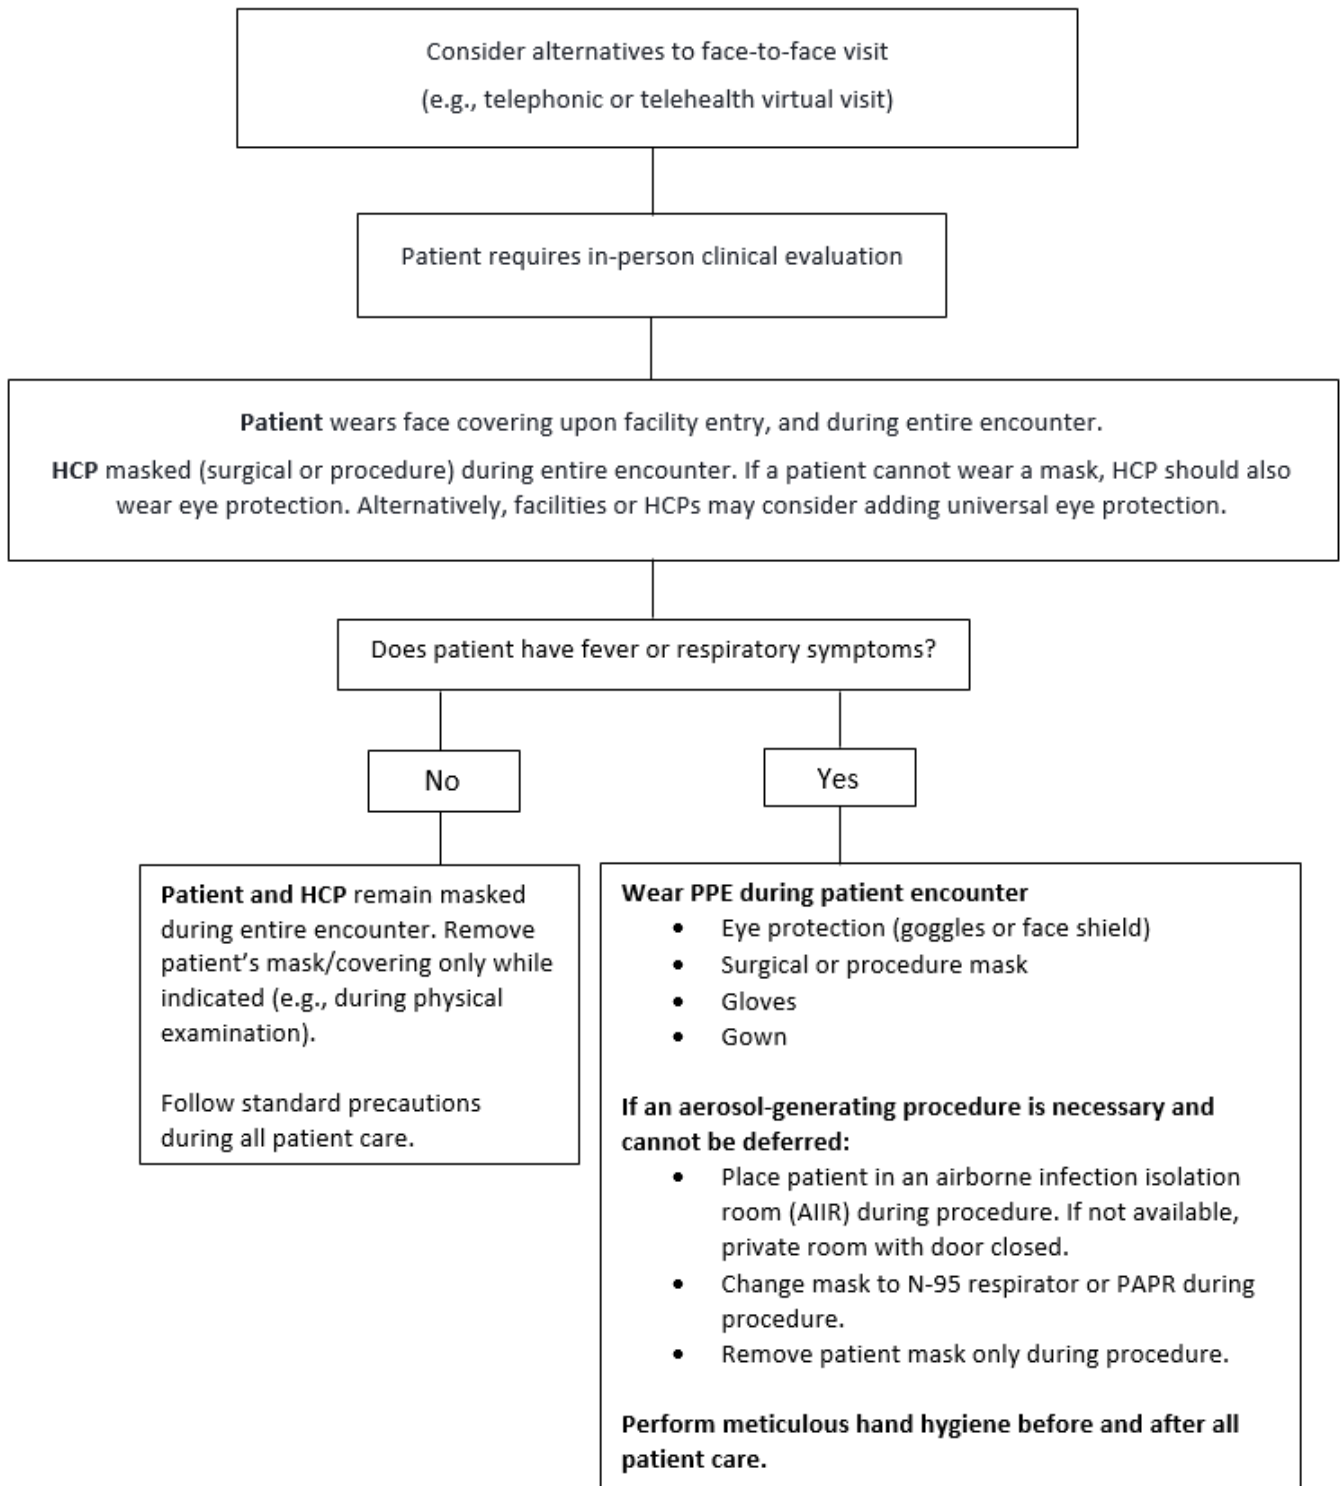 Consider alternatives to face-to-face visit
(e.g., telephonic or telehealth virtual visit)
Patient requires in-person clinical evaluation
Patient wears face covering upon facility entry, and during entire encounter.
HCP masked (surgical or procedure) during entire encounter. If a patient cannot wear a mask, HCP should also
wear eye protection. Alternatively, facilities or HCPs may consider adding universal eye protection.
Does patient have fever or respiratory symptoms?
No
Yes
Patient and HCP remain masked
during entire encounter. Remove
patient’s mask/covering only while
indicated (e.g., during physical
examination).
Follow standard precautions
during all patient care.
Wear PPE during patient encounter
• Eye protection (goggles or face shield)
• Surgical or procedure mask
• Gloves
• Gown
If an aerosol-generating procedure is necessary and
cannot be deferred:
• Place patient in an airborne infection isolation
room (AIIR) during procedure. If not available,
private room with door closed.
• Change mask to N-95 respirator or PAPR during
procedure.
• Remove patient mask only during procedure.
Perform meticulous hand hygiene before and after all
patient care.